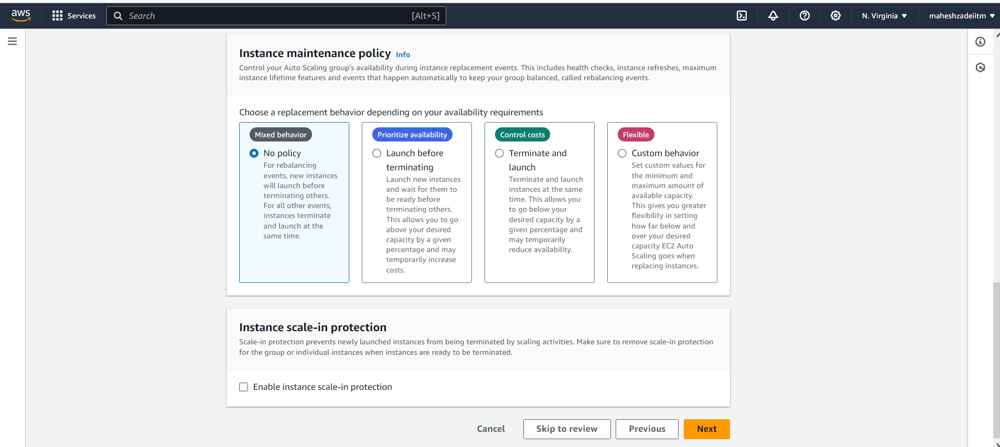 aws
Services
Search [Alt+S]
N. Virginia
maheshzadeiitm
Instance maintenance policy Info
Control your Auto Scaling group's availability during instance replacement events. This includes health checks, instance refreshes, maximum
instance lifetime features and events that happen automatically to keep your group balanced, called rebalancing events.
Choose a replacement behavior depending on your availability requirements
Mixed behavior
No policy
For rebalancing
events, new instances
will launch before
terminating others.
For all other events,
instances terminate
and launch at the
same time.
Prioritize availability
Launch before
terminating
Launch new instances
and wait for them to
be ready before
terminating others.
This allows you to go
above your desired
capacity by a given
percentage and may
temporarily increase
costs.
Control costs
Terminate and
launch
Terminate and launch
instances at the same
time. This allows you
to go below your
desired capacity by a
given percentage and
may temporarily
reduce availability.
Flexible
Custom behavior
Set custom values for
the minimum and
maximum amount of
available capacity.
This gives you greater
flexibility in setting
how far below and
over your desired
capacity EC2 Auto
Scaling goes when
replacing instances.
Instance scale-in protection
Scale-in protection prevents newly launched instances from being terminated by scaling activities. Make sure to remove scale-in protection
for the group or individual instances when instances are ready to be terminated.
Enable instance scale-in protection
Cancel
Skip to review
Previous
Next